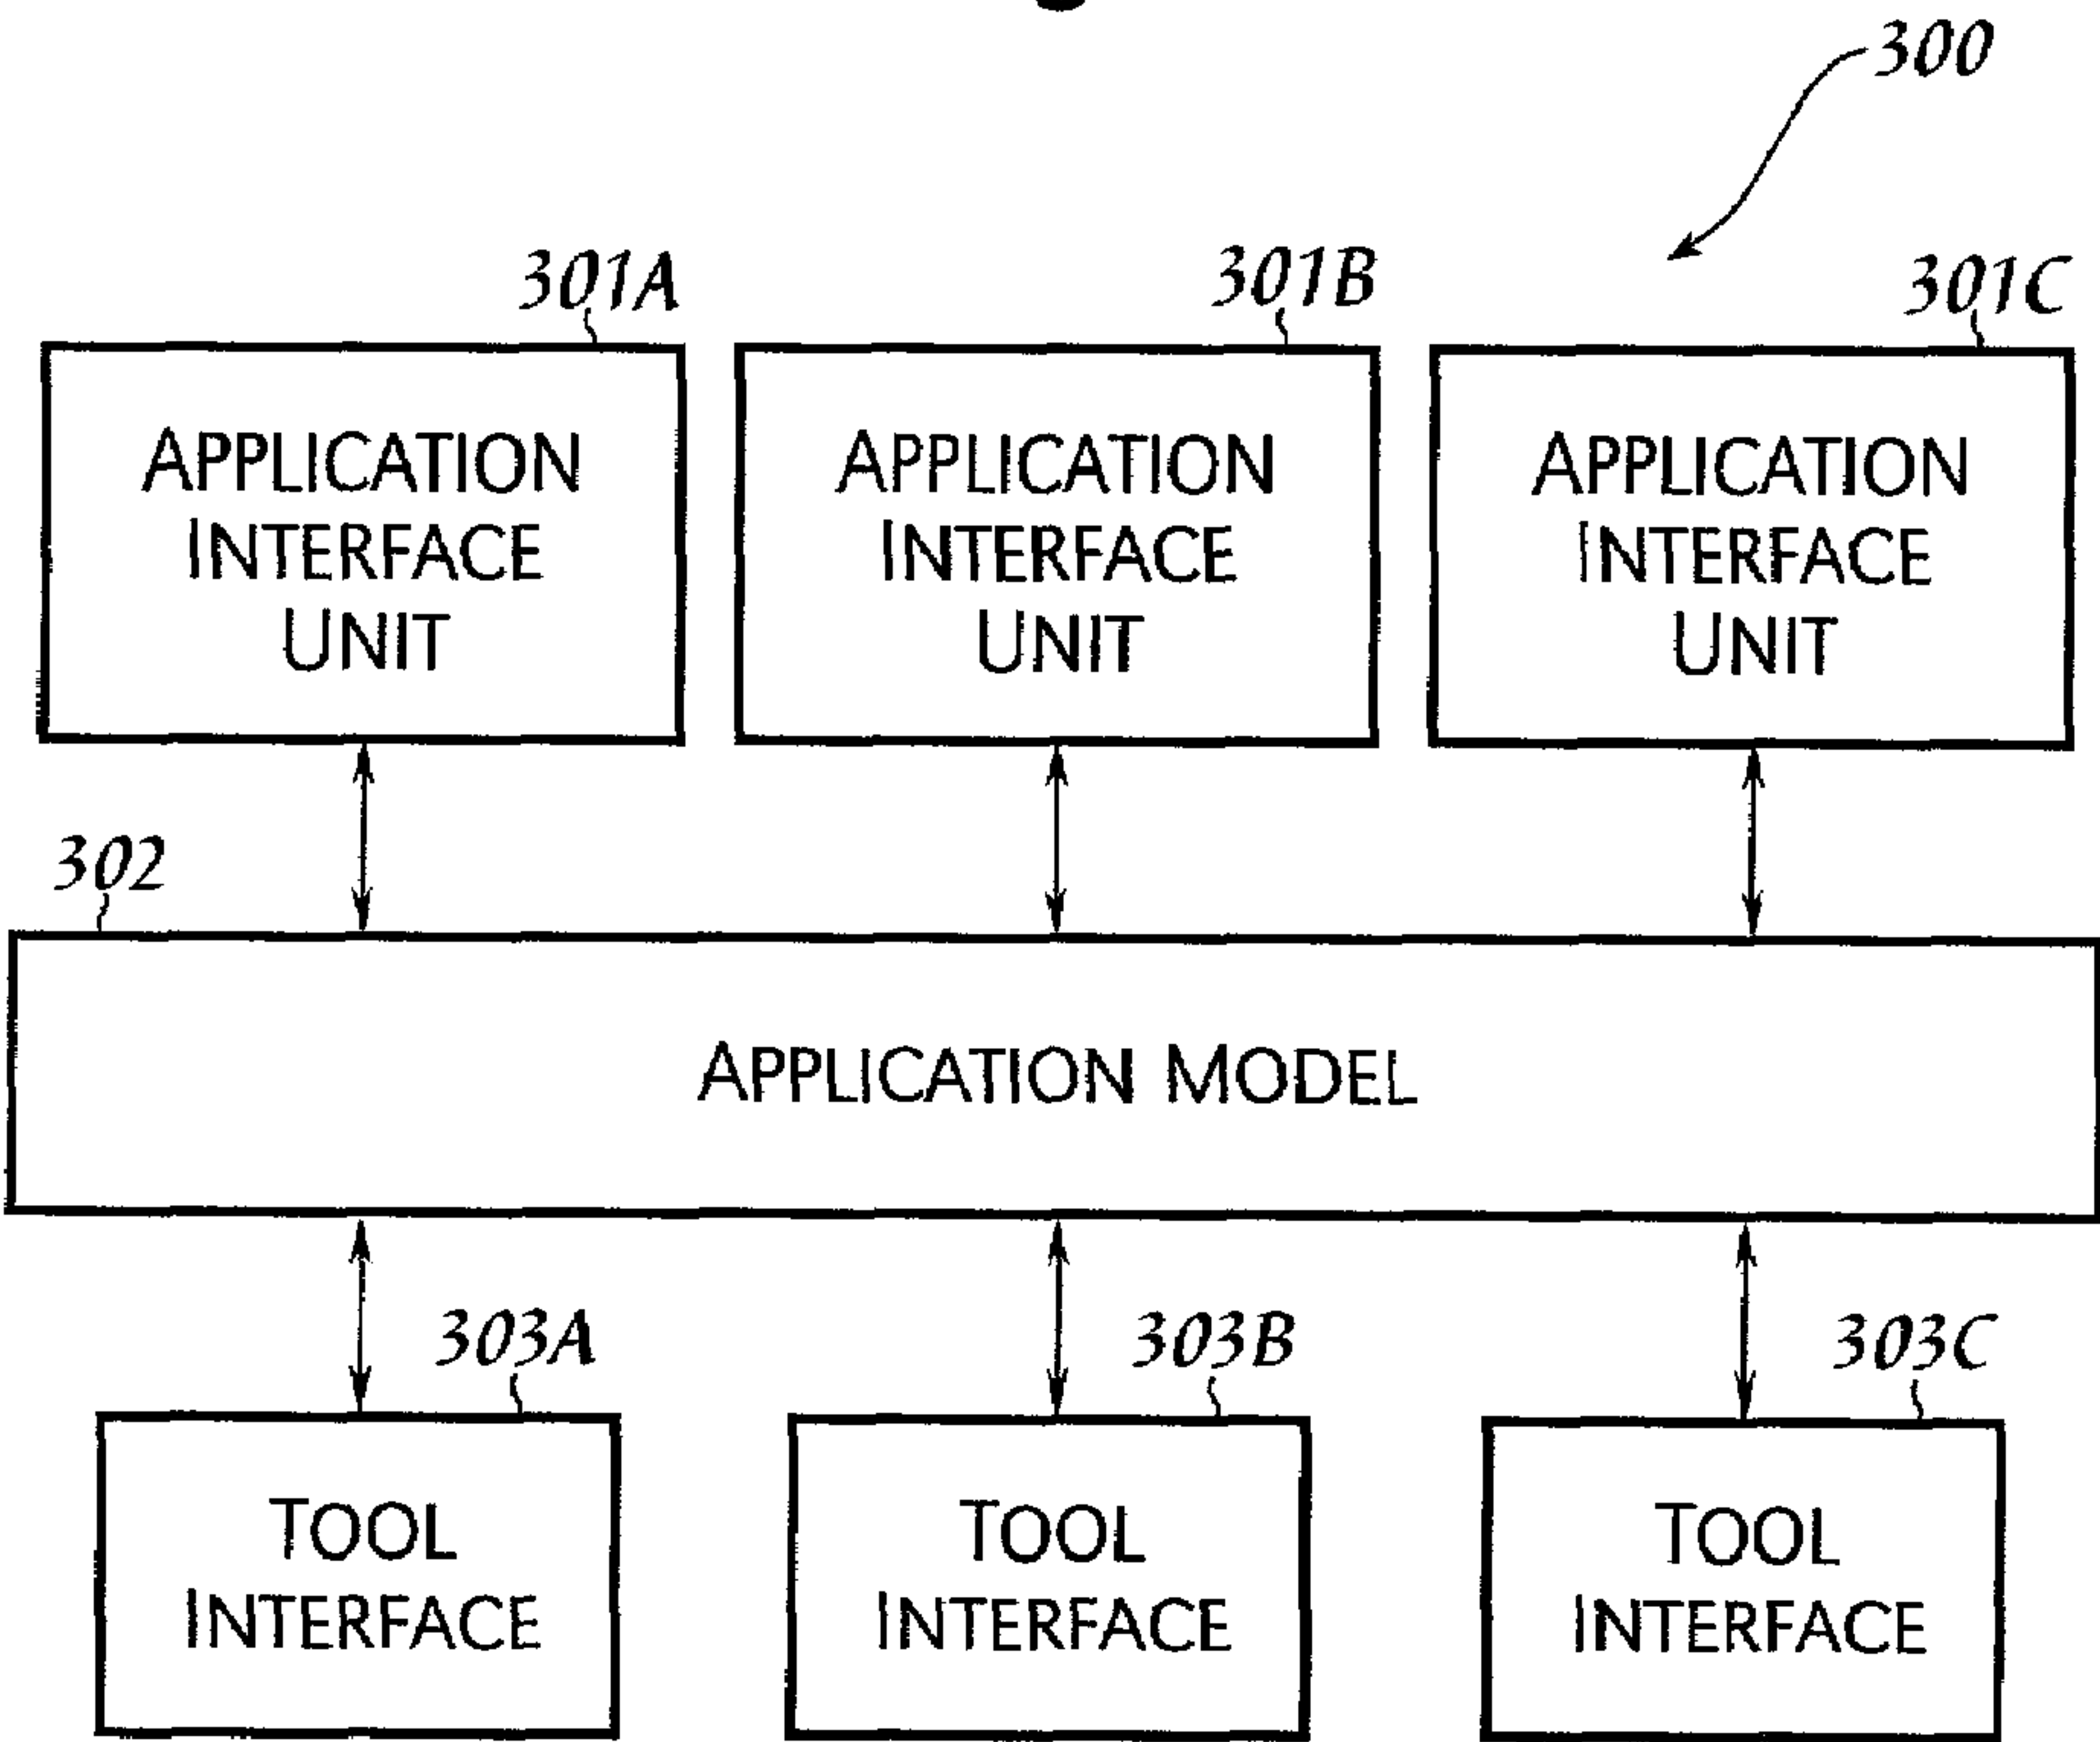 300
301A
301B
301C
APPLICATION
INTERFACE
UNIT
APPLICATION
INTERFACE
UNIT
APPLICATION
INTERFACE
UNIT
302
APPLICATION MODEL
303A
303B
303C
TOOL
INTERFACE
TOOL
INTERFACE
TOOL
INTERFACE